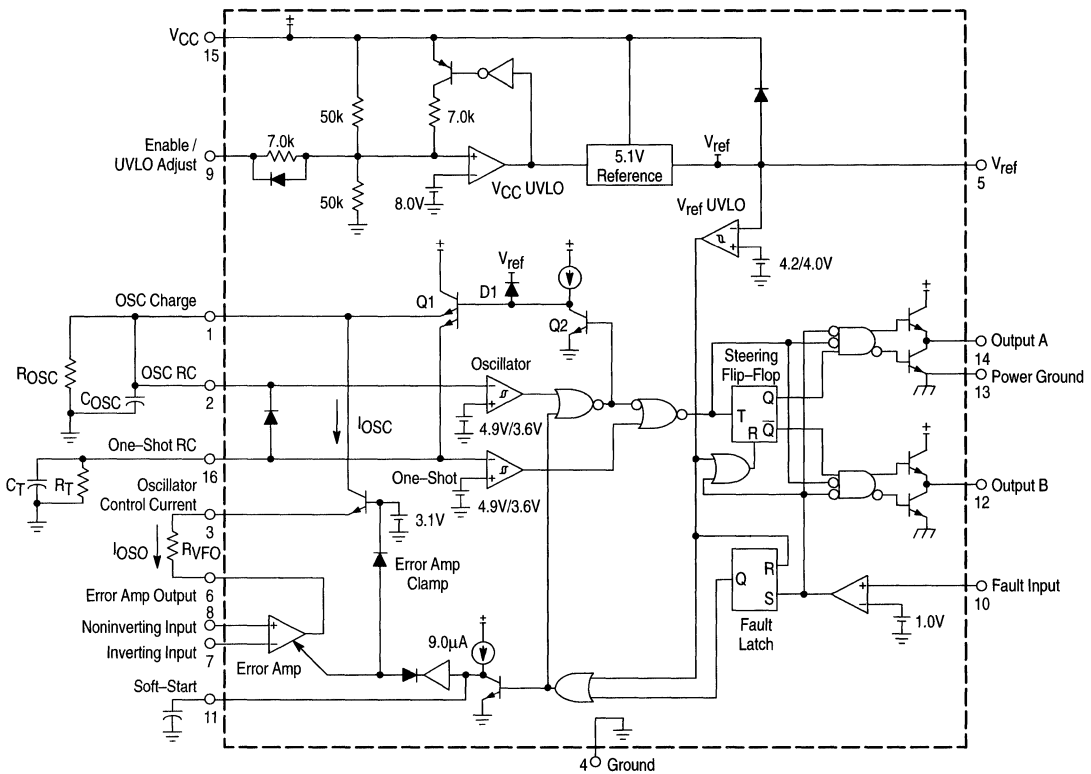 VCC
15
50k
7.0k
Enable /
UVLO Adjust
9
7.0k
50k
8.0V
VCC UVLO
5.1V
Reference
Vref
Vref
5
Vref UVLO
4.2/4.0V
OSC Charge
1
Q1
Vref
D1
Q2
ROSC
COSC
OSC RC
2
Oscillator
4.9V/3.6V
IOSC
One–Shot RC
16
CT
RT
One–Shot
4.9V/3.6V
Oscillator
Control Current
3
3.1V
IOSO
RVFO
Error Amp
Clamp
Error Amp Output
6
8
Noninverting Input
Inverting Input
7
Error Amp
9.0µA
Soft–Start
11
Steering
Flip–Flop
T
Q
Q
R
Output A
14
Power Ground
13
Output B
12
Q
R
S
Fault
Latch
Fault Input
10
1.0V
4
Ground